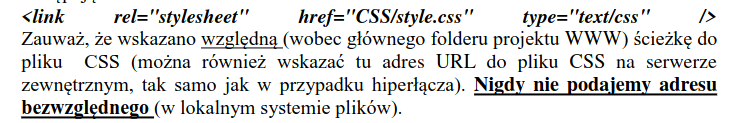 <link rel="stylesheet" href="CSS/style.css" type="text/css" />
Zauważ, że wskazano względną (wobec głównego folderu projektu WWW) ścieżkę do
pliku CSS (można również wskazać tu adres URL do pliku CSS na serwerze
zewnętrznym, tak samo jak w przypadku hiperłącza). Nigdy nie podajemy adresu
bezwzględnego (w lokalnym systemie plików).